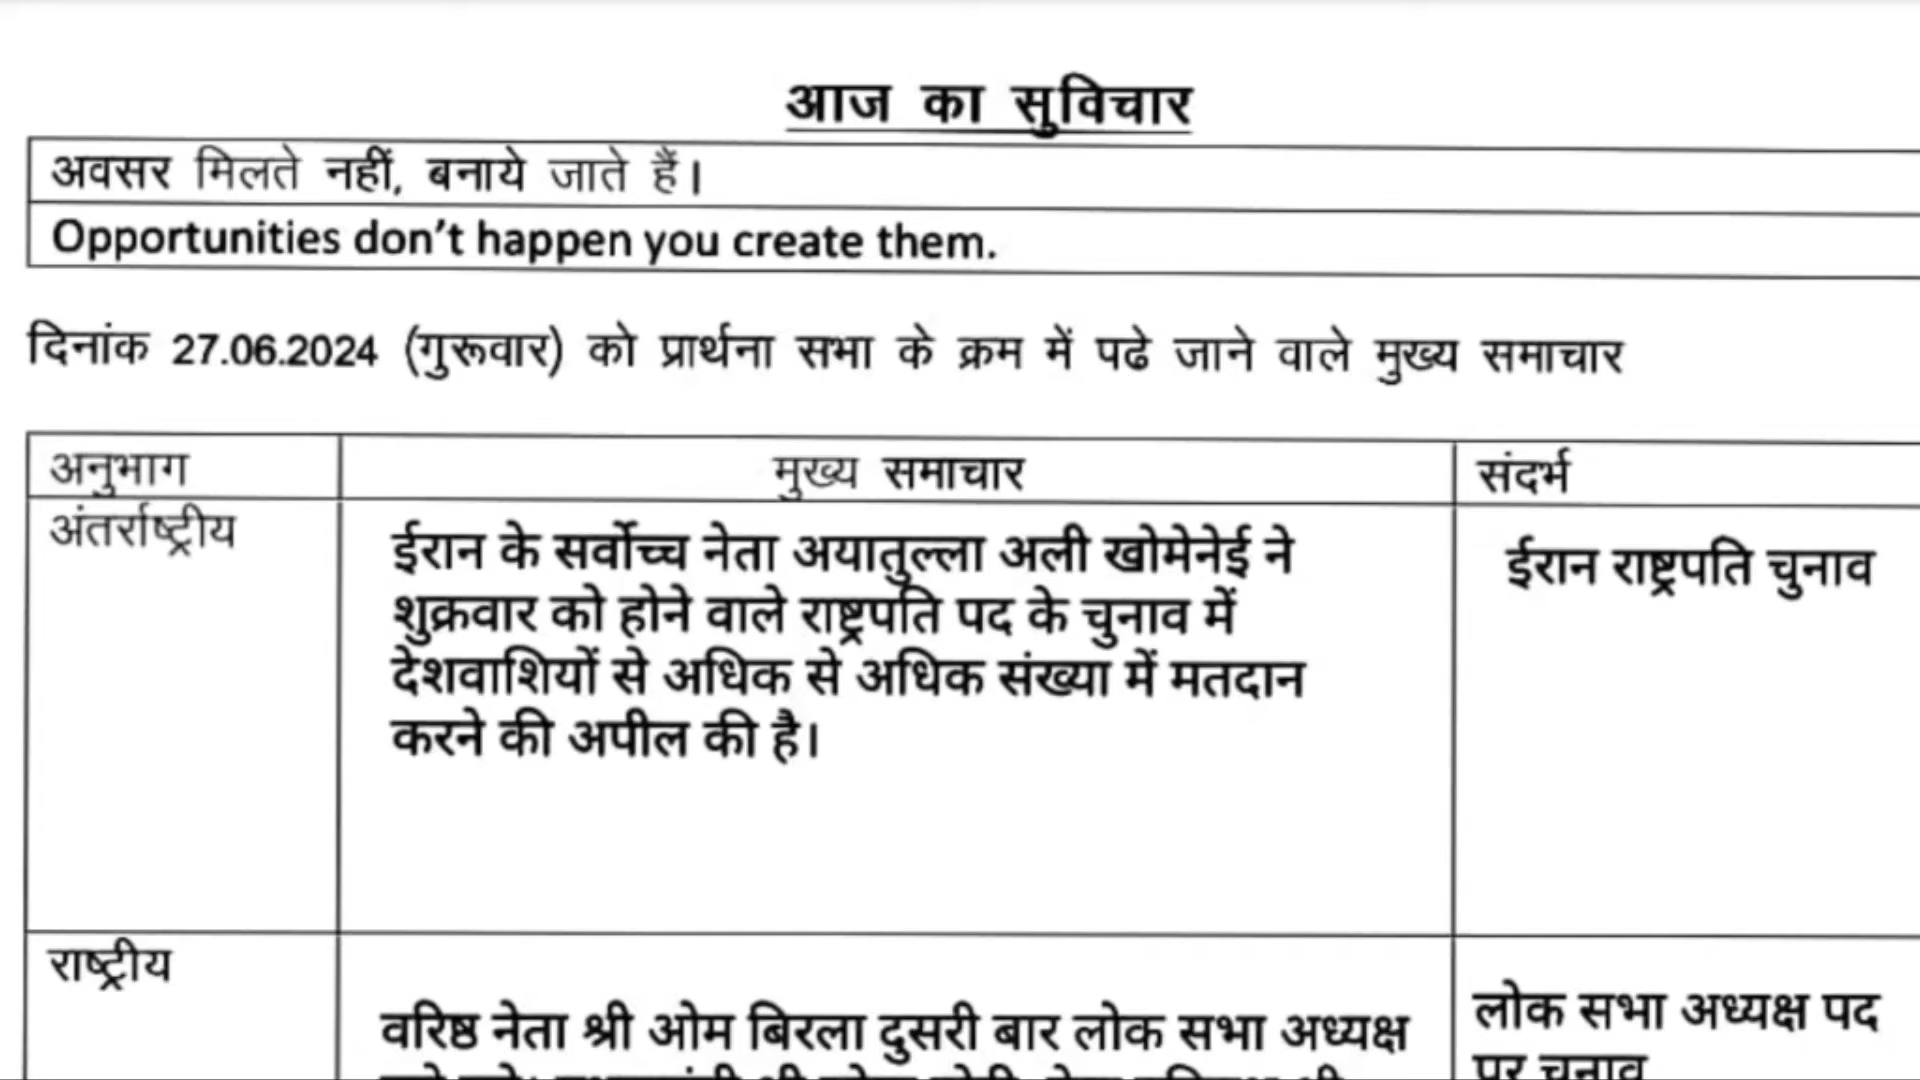 आज का सुविचार
अवसर मिलते नहीं, बनाये जाते हैं।
Opportunities don’t happen you create them.
दिनांक 27.06.2024 (गुरूवार) को प्रार्थना सभा के क्रम में पढे जाने वाले मुख्य समाचार
अनुभाग मुख्य समाचार संदर्भ
अंतर्राष्ट्रीय
ईरान के सर्वोच्च नेता अयातुल्ला अली खोमेनेई ने
शुक्रवार को होने वाले राष्ट्रपति पद के चुनाव में
देशवाशियों से अधिक से अधिक संख्या में मतदान
करने की अपील की है।
ईरान राष्ट्रपति चुनाव
राष्ट्रीय
वरिष्ठ नेता श्री ओम बिरला दुसरी बार लोक सभा अध्यक्ष
लोक सभा अध्यक्ष पद
पर चुनाव